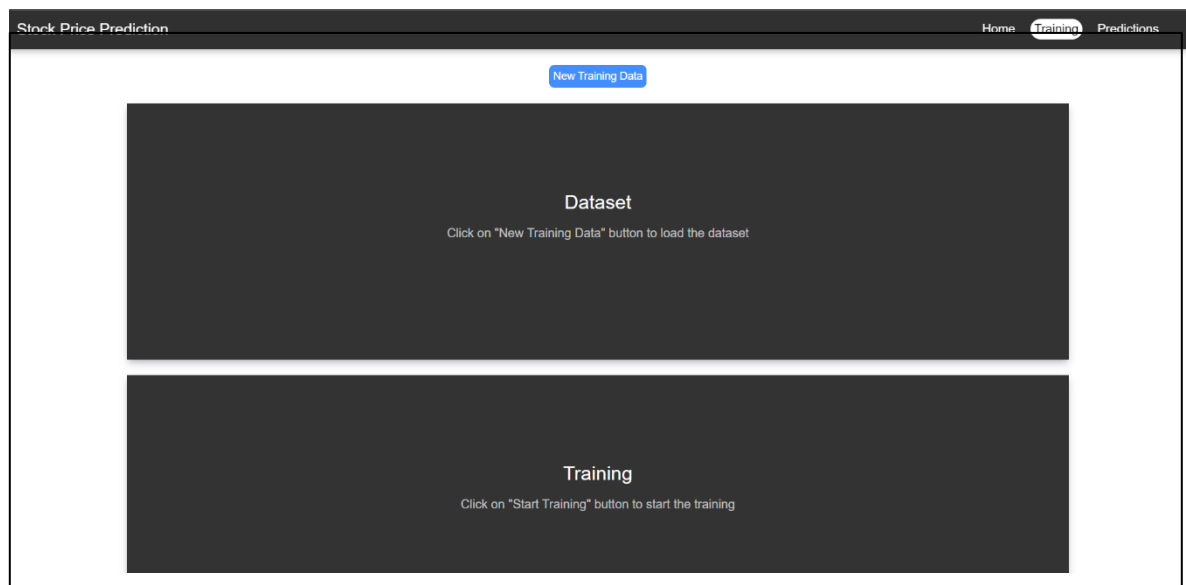 Stock Price Prediction Home Training Predictions
New Training Data
Dataset
Click on "New Training Data" button to load the dataset
Training
Click on "Start Training" button to start the training